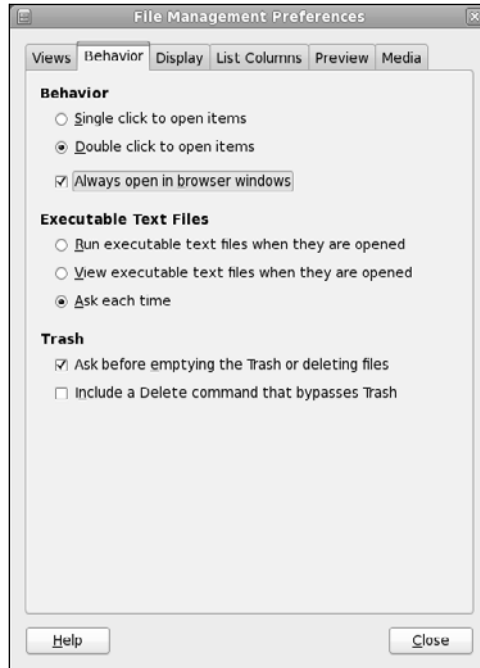 File Management Preferences
Views Behavior Display List Columns Preview Media
Behavior
Single click to open items
Double click to open items
Always open in browser windows
Executable Text Files
Run executable text files when they are opened
View executable text files when they are opened
Ask each time
Trash
Ask before emptying the Trash or deleting files
Include a Delete command that bypasses Trash
Help Close